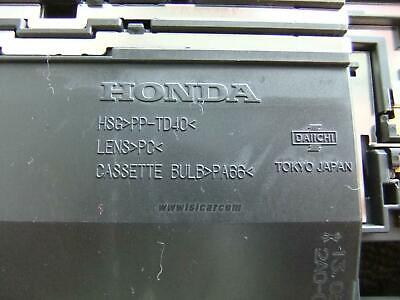 HONDA
HSG>PP-TD40<
LENS>PC<
CASSETTE BULB>PA66<
DAIICHI
TOKYO JAPAN
www.isicar.com